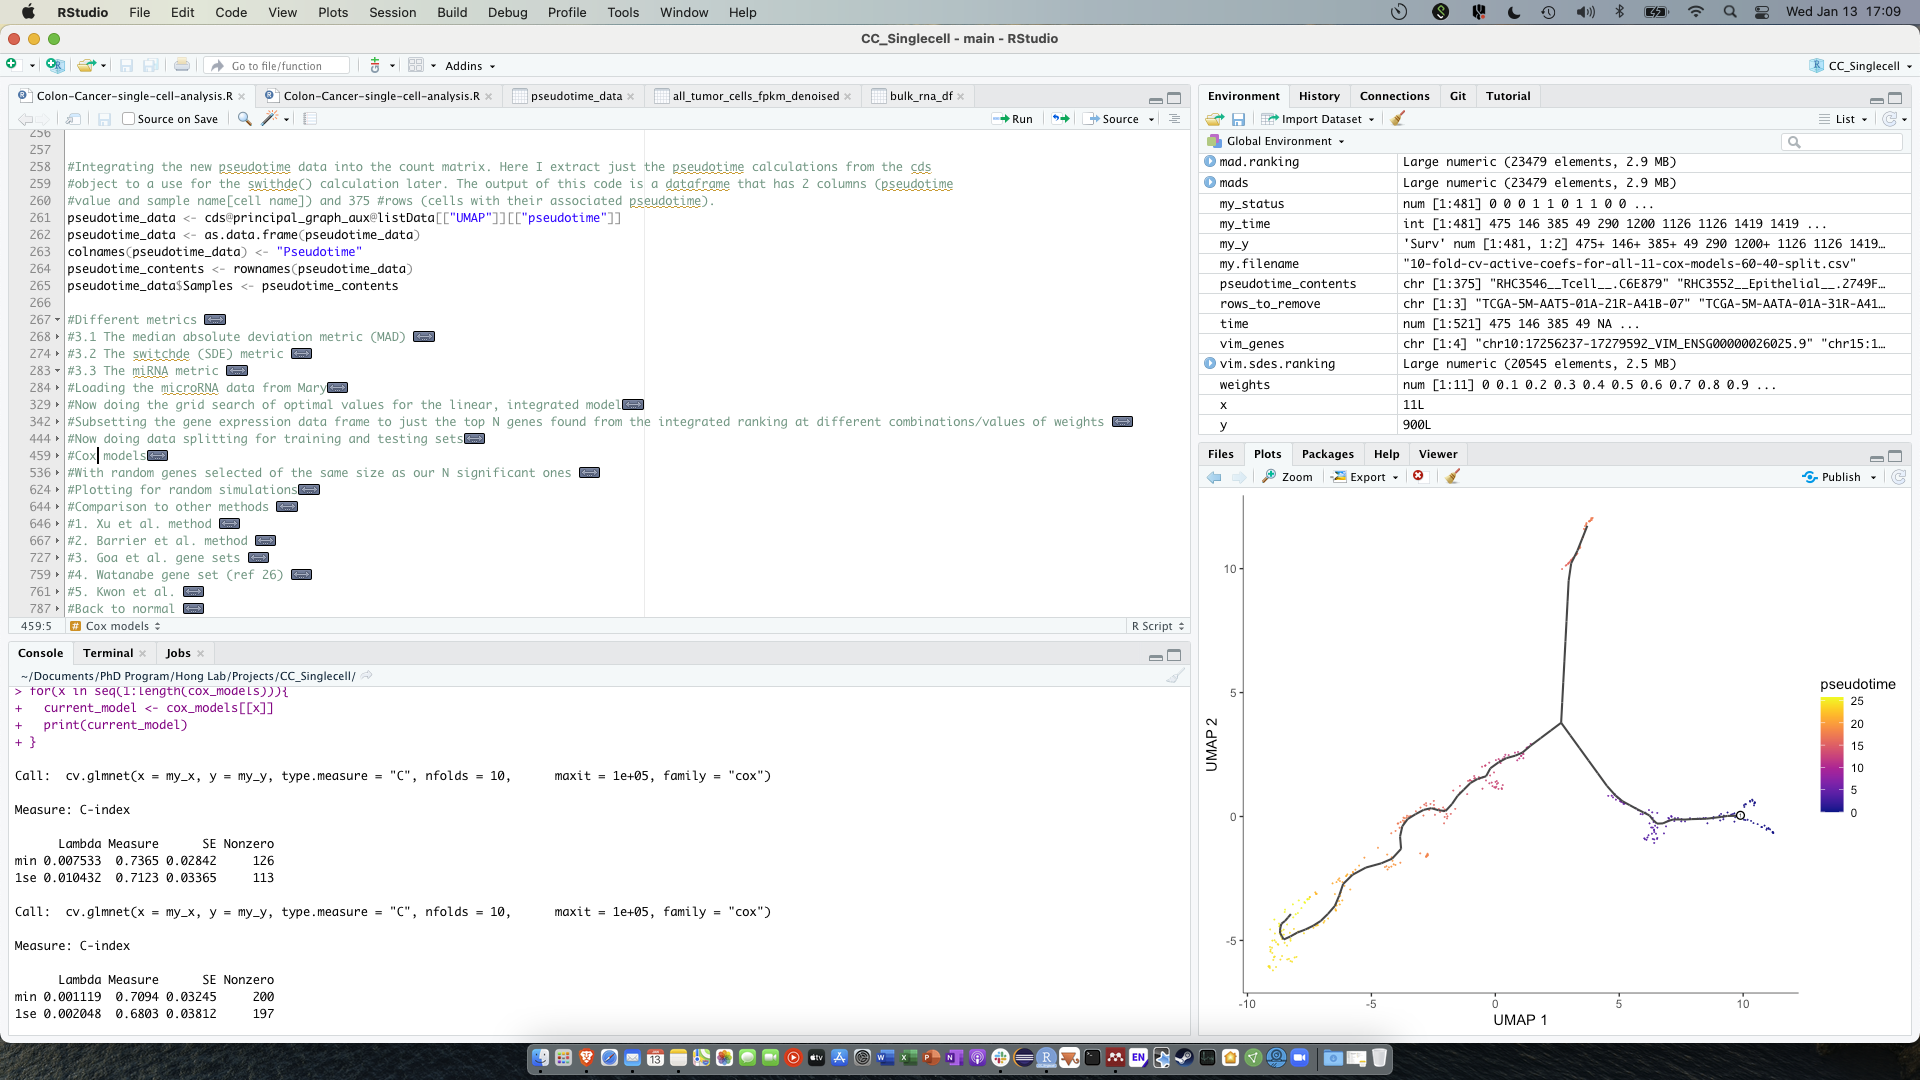 RStudio File Edit Code View Plots Session Build Debug Profile Tools Window Help
Wed Jan 13 17:09
CC_Singlecell - main - RStudio
Go to file/function
Addins
CC_Singlecell
Colon-Cancer-single-cell-analysis.R
Colon-Cancer-single-cell-analysis.R
pseudotime_data
all_tumor_cells_fpkm_denoised
bulk_rna_df
Source on Save
Run
Source
256
257
258 #Integrating the new pseudotime data into the count matrix. Here I extract just the pseudotime calculations from the cds
259 #object to a use for the swithde() calculation later. The output of this code is a dataframe that has 2 columns (pseudotime
260 #value and sample name[cell name]) and 375 #rows (cells with their associated pseudotime).
261 pseudotime_data <- cds@principal_graph_aux@listData[["UMAP"]][["pseudotime"]]
262 pseudotime_data <- as.data.frame(pseudotime_data)
263 colnames(pseudotime_data) <- "Pseudotime"
264 pseudotime_contents <- rownames(pseudotime_data)
265 pseudotime_data$Samples <- pseudotime_contents
266
267 #Different metrics
268 #3.1 The median absolute deviation metric (MAD)
274 #3.2 The switchde (SDE) metric
283 #3.3 The miRNA metric
284 #Loading the microRNA data from Mary
329 #Now doing the grid search of optimal values for the linear, integrated model
342 #Subsetting the gene expression data frame to just the top N genes found from the integrated ranking at different combinations/values of weights
444 #Now doing data splitting for training and testing sets
459 #Cox models
536 #With random genes selected of the same size as our N significant ones
624 #Plotting for random simulations
644 #Comparison to other methods
646 #1. Xu et al. method
667 #2. Barrier et al. method
727 #3. Goa et al. gene sets
759 #4. Watanabe gene set (ref 26)
761 #5. Kwon et al.
787 #Back to normal
459:5 # Cox models
R Script
Console Terminal Jobs
~/Documents/PhD Program/Hong Lab/Projects/CC_Singlecell/
> for(x in seq(1:length(cox_models))){
+   current_model <- cox_models[[x]]
+   print(current_model)
+ }
Call:  cv.glmnet(x = my_x, y = my_y, type.measure = "C", nfolds = 10,      maxit = 1e+05, family = "cox")
Measure: C-index
Lambda Measure SE Nonzero
min 0.007533 0.7365 0.02842 126
1se 0.010432 0.7123 0.03365 113
Call:  cv.glmnet(x = my_x, y = my_y, type.measure = "C", nfolds = 10,      maxit = 1e+05, family = "cox")
Measure: C-index
Lambda Measure SE Nonzero
min 0.001119 0.7094 0.03245 200
1se 0.002048 0.6803 0.03812 197
Environment History Connections Git Tutorial
Import Dataset
List
Global Environment
mad.ranking Large numeric (23479 elements, 2.9 MB)
mads Large numeric (23479 elements, 2.9 MB)
my_status num [1:481] 0 0 0 1 1 0 1 1 0 0 ...
my_time int [1:481] 475 146 385 49 290 1200 1126 1126 1419 1419 ...
my_y 'Surv' num [1:481, 1:2] 475+ 146+ 385+ 49 290 1200+ 1126 1126 1419…
my.filename "10-fold-cv-active-coefs-for-all-11-cox-models-60-40-split.csv"
pseudotime_contents chr [1:375] "RHC3546__Tcell__.C6E879" "RHC3552__Epithelial__.2749F…
rows_to_remove chr [1:3] "TCGA-5M-AAT5-01A-21R-A41B-07" "TCGA-5M-AATA-01A-31R-A41…
time num [1:521] 475 146 385 49 NA ...
vim_genes chr [1:4] "chr10:17256237-17279592_VIM_ENSG00000026025.9" "chr15:1…
vim.sdes.ranking Large numeric (20545 elements, 2.5 MB)
weights num [1:11] 0 0.1 0.2 0.3 0.4 0.5 0.6 0.7 0.8 0.9 ...
x 11L
y 900L
Files Plots Packages Help Viewer
Zoom Export Publish
10
5
0
-5
UMAP 2
-10 -5 0 5 10
UMAP 1
pseudotime
25
20
15
10
5
0